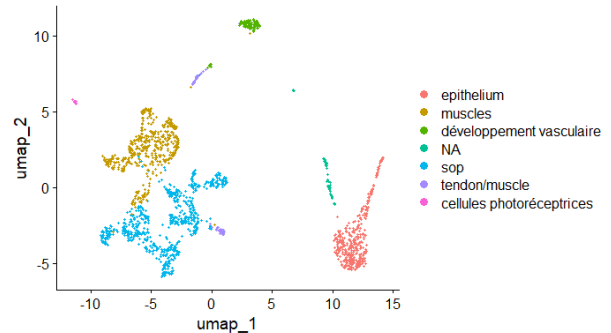 umap_2
10
5
0
-5
-10
-5
0
5
10
15
umap_1
epithelium
muscles
développement vasculaire
NA
sop
tendon/muscle
cellules photoréceptrices